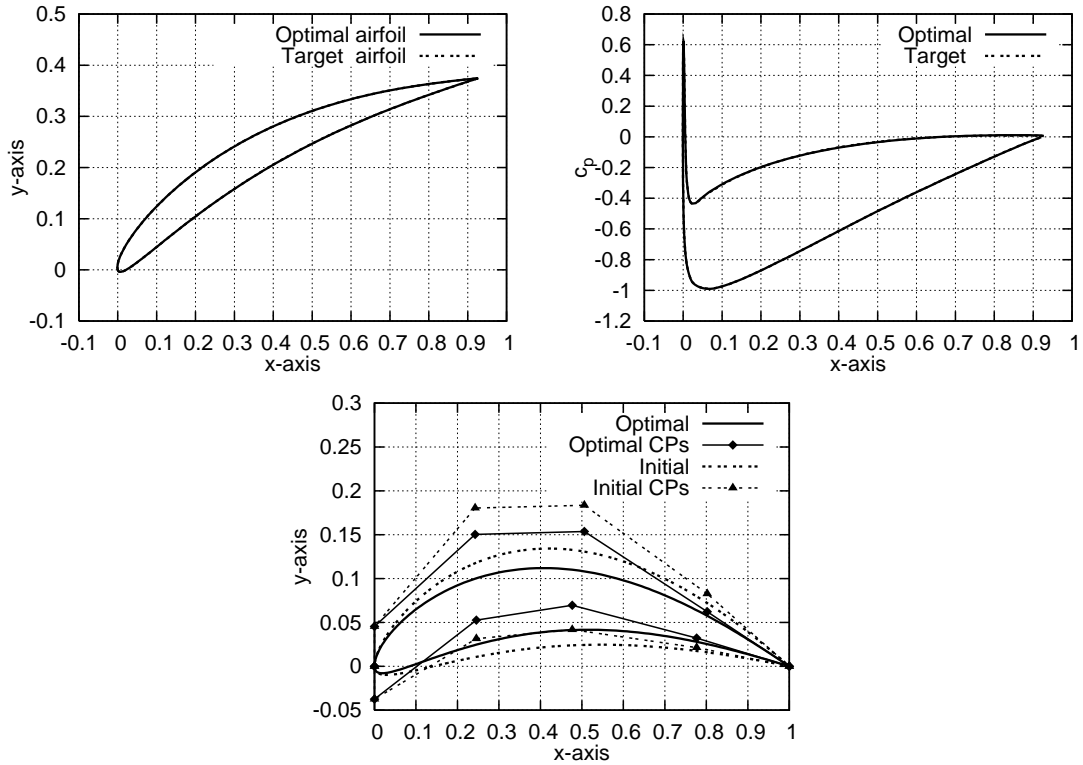 0.5
0.4
0.3
0.2
0.1
0
-0.1
y-axis
Optimal airfoil
Target airfoil
-0.1 0 0.1 0.2 0.3 0.4 0.5 0.6 0.7 0.8 0.9 1
x-axis
0.8
0.6
0.4
0.2
0
-0.2
-0.4
-0.6
-0.8
-1
-1.2
cp
Optimal
Target
-0.1 0 0.1 0.2 0.3 0.4 0.5 0.6 0.7 0.8 0.9 1
x-axis
0.3
0.25
0.2
0.15
0.1
0.05
0
-0.05
y-axis
Optimal
Optimal CPs
Initial
Initial CPs
0 0.1 0.2 0.3 0.4 0.5 0.6 0.7 0.8 0.9 1
x-axis